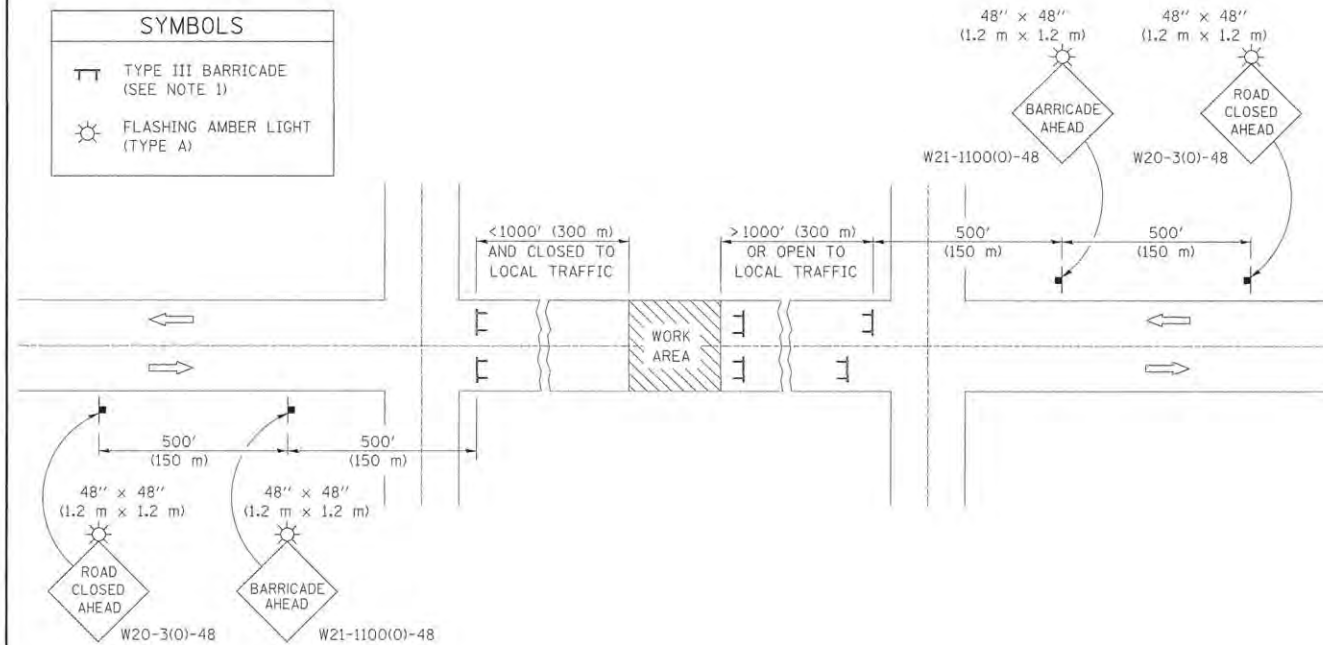 SYMBOLS
TYPE III BARRICADE
(SEE NOTE 1)
FLASHING AMBER LIGHT
(TYPE A)
48" x 48"
(1.2 m x 1.2 m)
48" x 48"
(1.2 m x 1.2 m)
BARRICADE
AHEAD
ROAD
CLOSED
AHEAD
W21-1100(O)-48
W20-3(O)-48
<1000' (300 m)
AND CLOSED TO
LOCAL TRAFFIC
>1000' (300 m)
OR OPEN TO
LOCAL TRAFFIC
500'
(150 m)
500'
(150 m)
WORK
AREA
500'
(150 m)
500'
(150 m)
48" x 48"
(1.2 m x 1.2 m)
48" x 48"
(1.2 m x 1.2 m)
ROAD
CLOSED
AHEAD
BARRICADE
AHEAD
W20-3(O)-48
W21-1100(O)-48